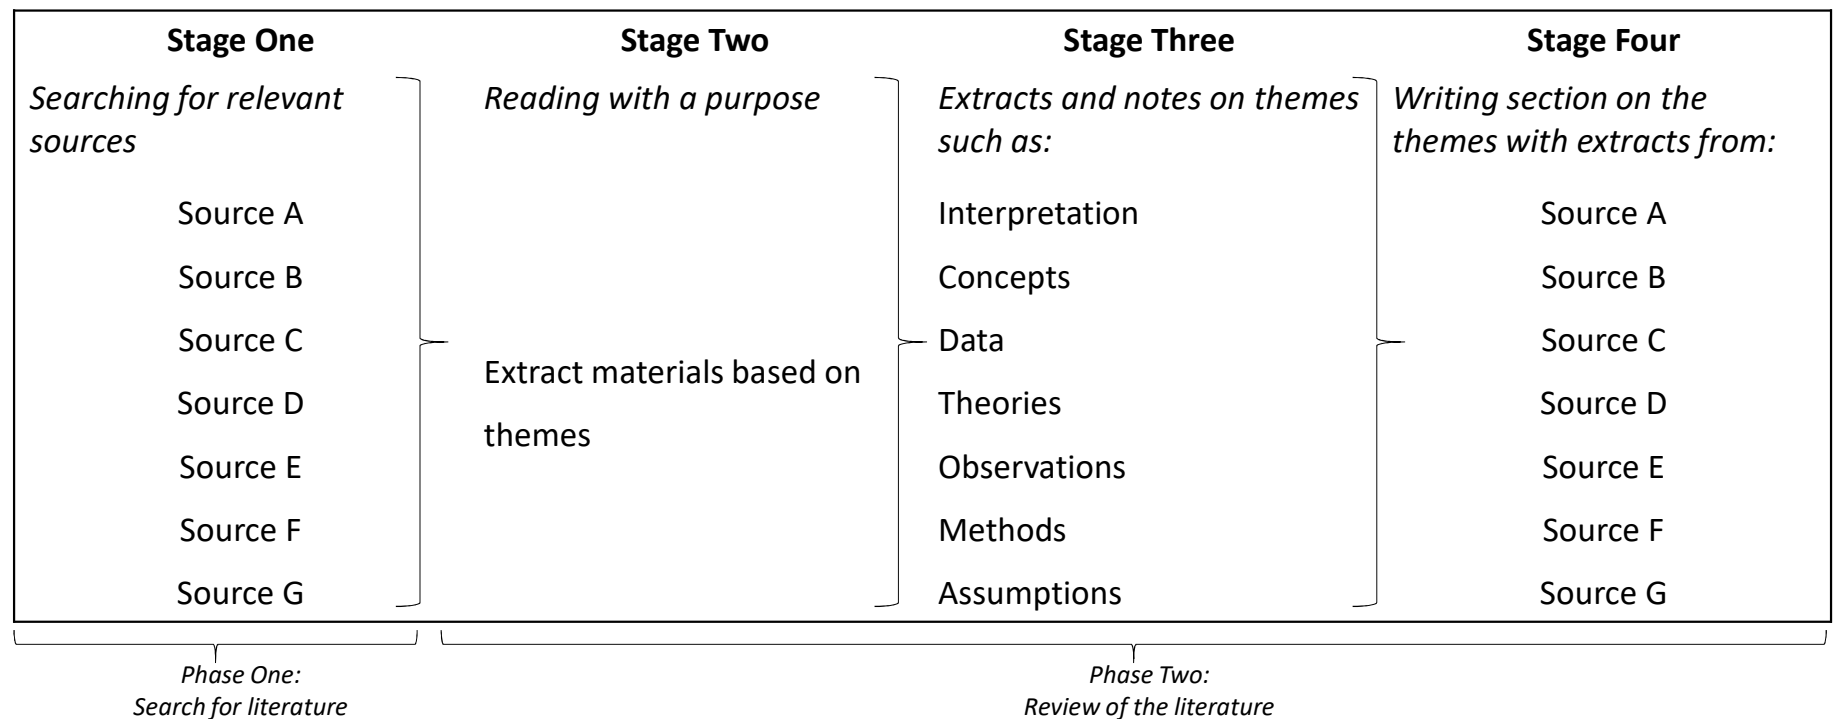 Stage One
Searching for relevant
sources
Source A
Source B
Source C
Source D
Source E
Source F
Source G
Stage Two
Reading with a purpose
Extract materials based on
themes
Stage Three
Extracts and notes on themes
such as:
Interpretation
Concepts
Data
Theories
Observations
Methods
Assumptions
Stage Four
Writing section on the
themes with extracts from:
Source A
Source B
Source C
Source D
Source E
Source F
Source G
Phase One:
Search for literature
Phase Two:
Review of the literature